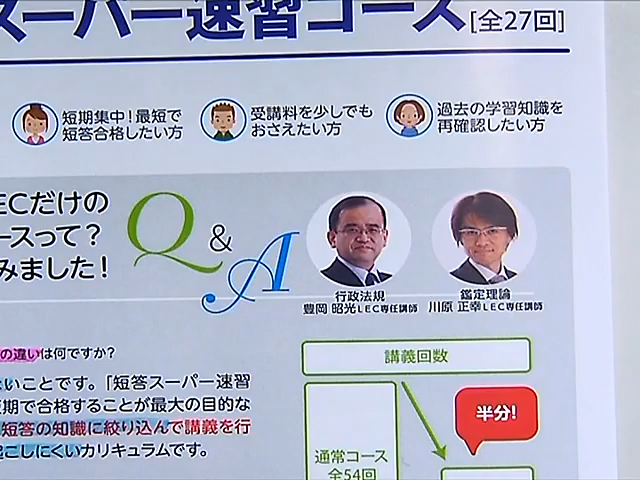 スーパー速習コース[全27回]
短期集中！最短で
短答合格したい方
受講料を少しでも
おさえたい方
過去の学習知識を
再確認したい方
ECだけの
ースって？
みました！
Q&A
行政法規
豊岡 昭光LEC専任講師
鑑定理論
川原 正幸LEC専任講師
の違いは何ですか？
いことです。「短答スーパー速習
短期で合格することが最大の目的な
短答の知識に絞り込んで講義を行
起こしにくいカリキュラムです。
講義回数
半分!
通常コース
全54回